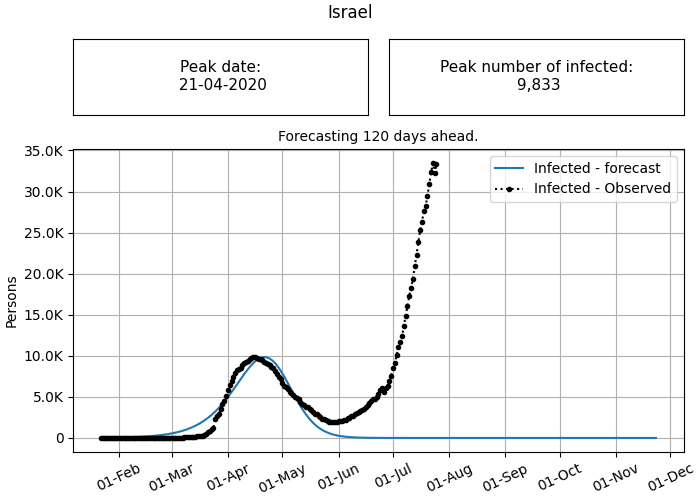 Israel
Peak date:
21-04-2020
Peak number of infected:
9,833
Forecasting 120 days ahead.
35.0K
30.0K
25.0K
20.0K
15.0K
10.0K
5.0K
0
Persons
Infected - forecast
Infected - Observed
01-Feb
01-Mar
01-Apr
01-May
01-Jun
01-Jul
01-Aug
01-Sep
01-Oct
01-Nov
01-Dec